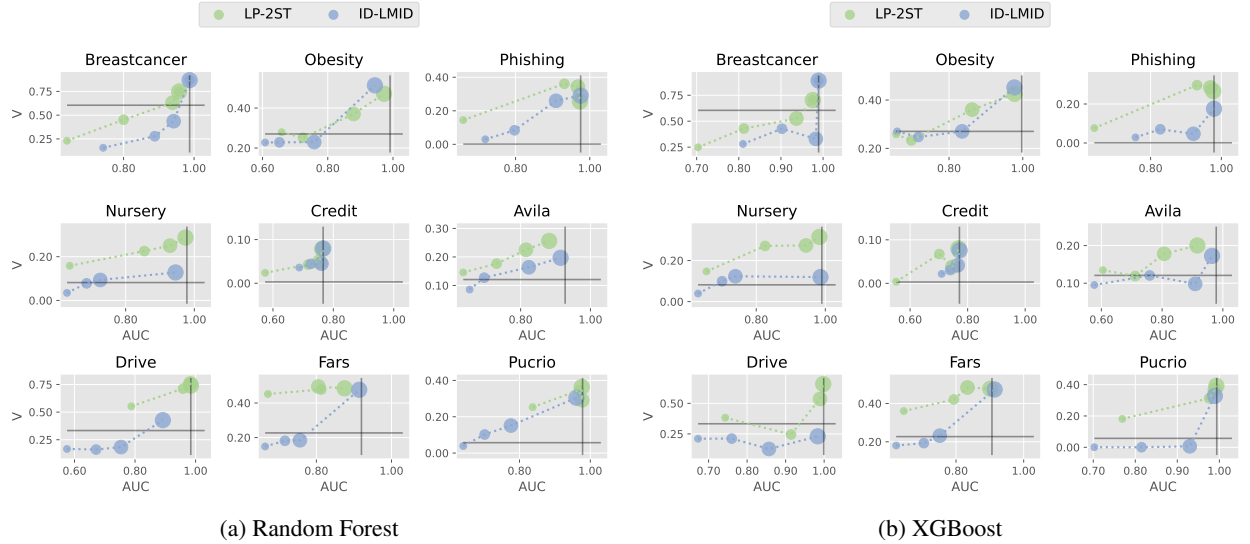 LP-2ST ID-LMID LP-2ST ID-LMID
Breastcancer Obesity Phishing Breastcancer Obesity Phishing
V 0.75 0.25 0.40 0.20 0.40 0.20 0.00 V 0.75 0.50 0.25 0.40 0.20 0.20 0.00
0.80 1.00 0.60 0.80 1.00 0.80 1.00 0.70 0.80 0.90 1.00 0.80 1.00 0.80 1.00
Nursery Credit Avila Nursery Credit Avila
V 0.20 0.00 0.10 0.00 0.30 0.20 0.10 V 0.20 0.00 0.10 0.00 0.20 0.10
0.80 1.00 0.60 0.80 1.00 0.60 0.80 1.00 0.80 1.00 0.60 0.80 1.00 0.60 0.80 1.00
AUC AUC AUC AUC AUC AUC
Drive Fars Pucrio Drive Fars Pucrio
V 0.75 0.50 0.25 0.40 0.20 0.40 0.20 0.00 V 0.50 0.25 0.40 0.20 0.40 0.20 0.00
0.60 0.80 1.00 0.80 1.00 0.80 1.00 0.70 0.80 0.90 1.00 0.80 1.00 0.70 0.80 0.90 1.00
AUC AUC AUC AUC AUC AUC
(a) Random Forest (b) XGBoost